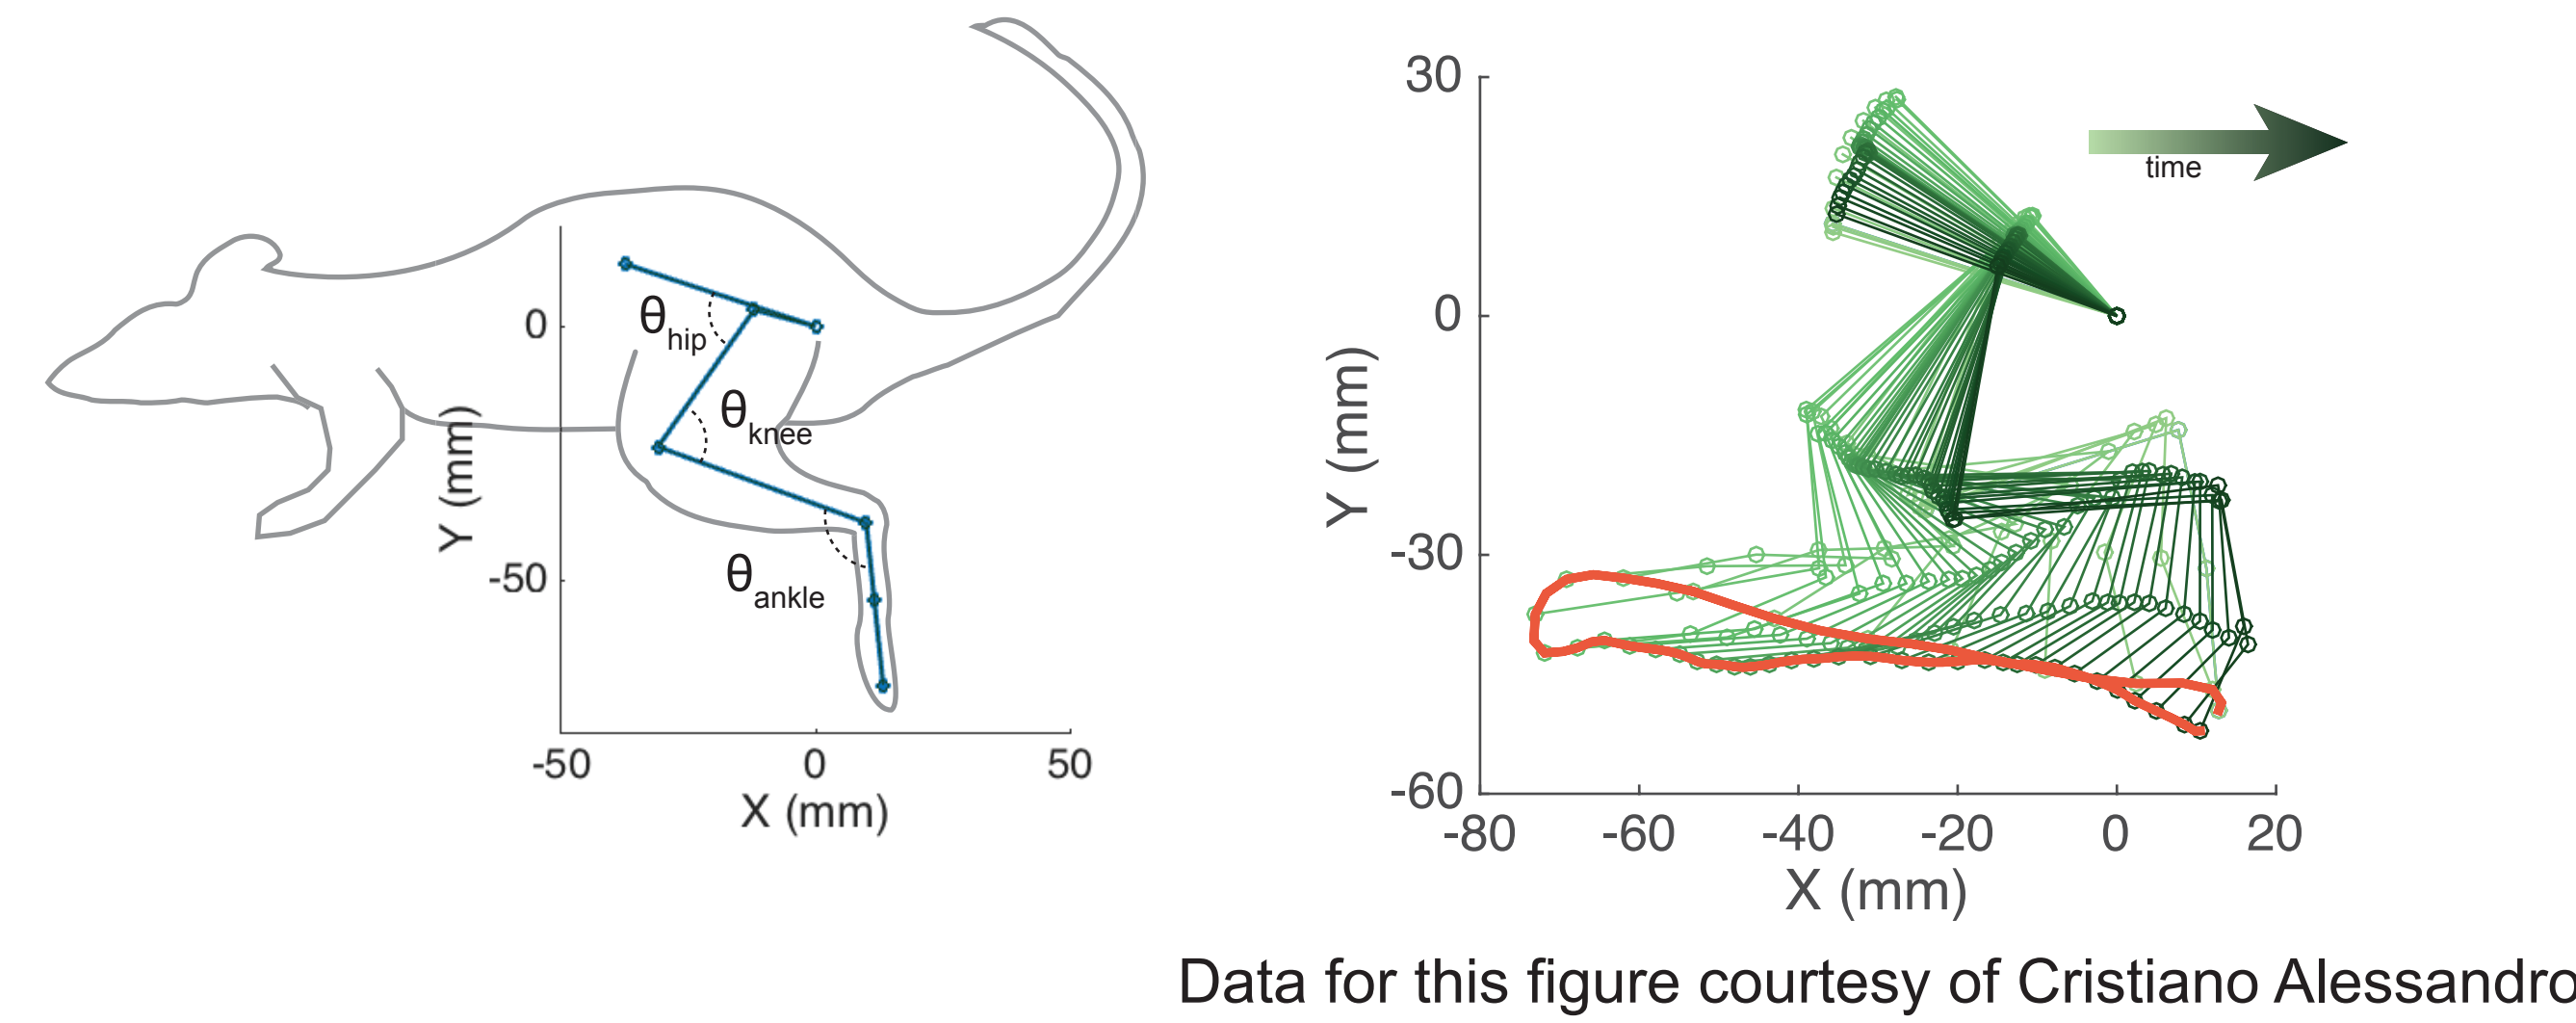 0
-50
Y (mm)
-50
0
50
X (mm)
θhip
θknee
θankle
30
0
-30
-60
Y (mm)
-80
-60
-40
-20
0
20
X (mm)
time
Data for this figure courtesy of Cristiano Alessandro